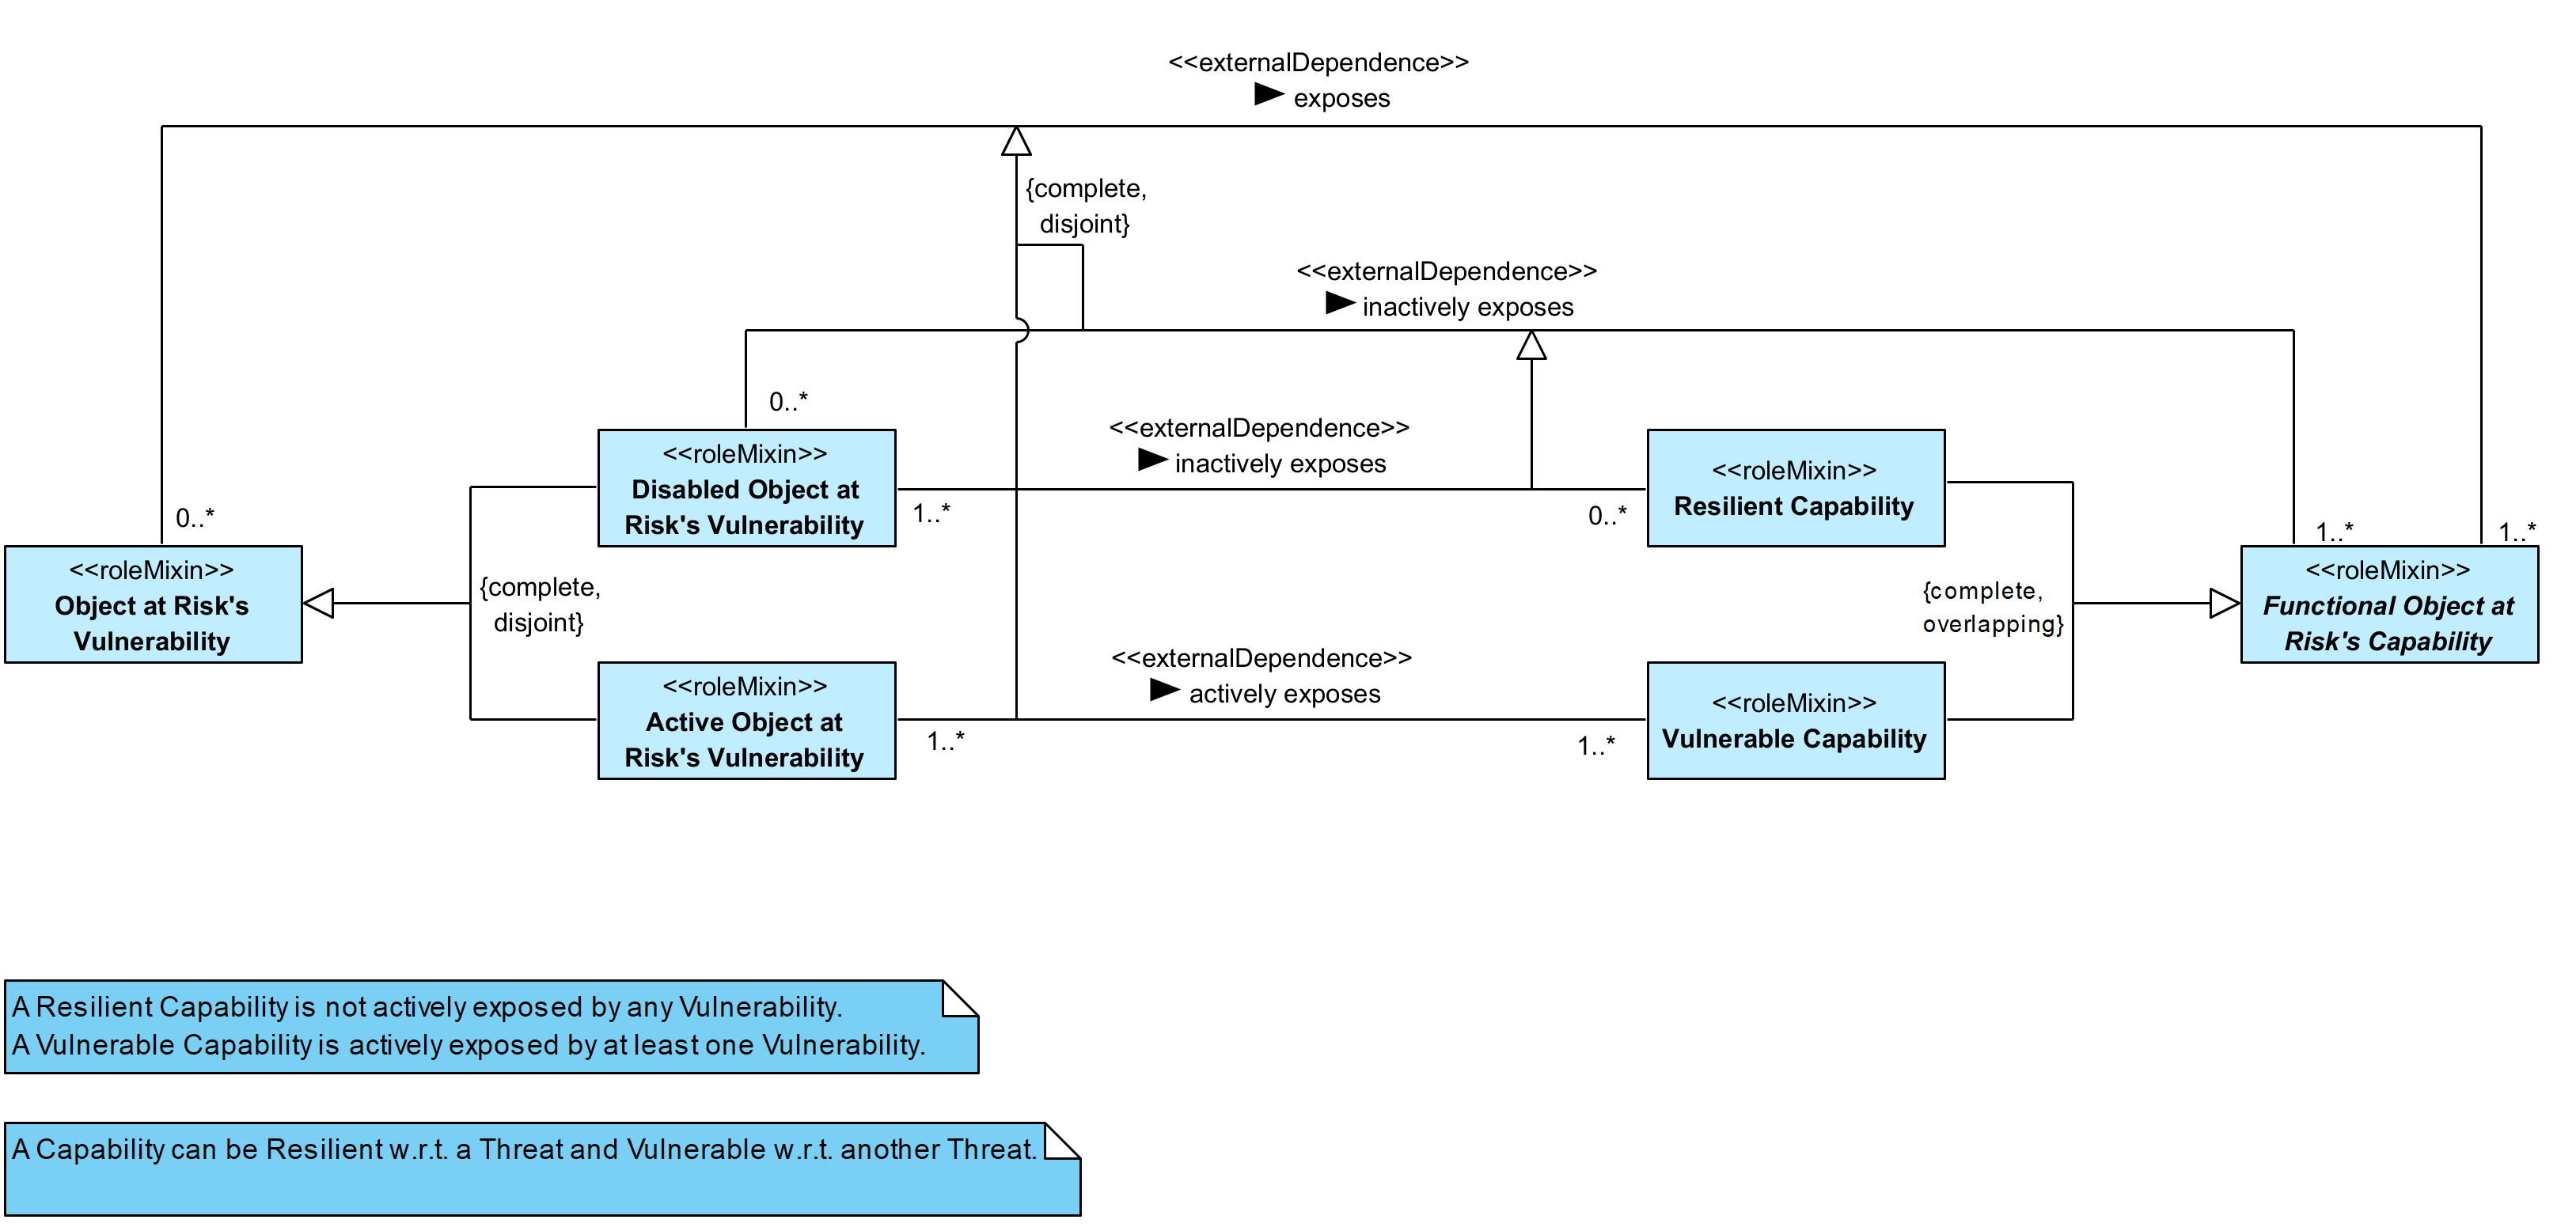 <<externalDependence>>
exposes
{complete,
disjoint}
<<externalDependence>>
inactively exposes
0..*
<<externalDependence>>
inactively exposes
<<roleMixin>>
Disabled Object at
Risk's Vulnerability
1..*
0..*
<<roleMixin>>
Resilient Capability
0..*
1..*
1..*
<<roleMixin>>
Object at Risk's
Vulnerability
{complete,
disjoint}
{complete,
overlapping}
<<roleMixin>>
Functional Object at
Risk's Capability
<<externalDependence>>
actively exposes
<<roleMixin>>
Active Object at
Risk's Vulnerability
1..*
1..*
<<roleMixin>>
Vulnerable Capability
A Resilient Capability is not actively exposed by any Vulnerability.
A Vulnerable Capability is actively exposed by at least one Vulnerability.
A Capability can be Resilient w.r.t. a Threat and Vulnerable w.r.t. another Threat.